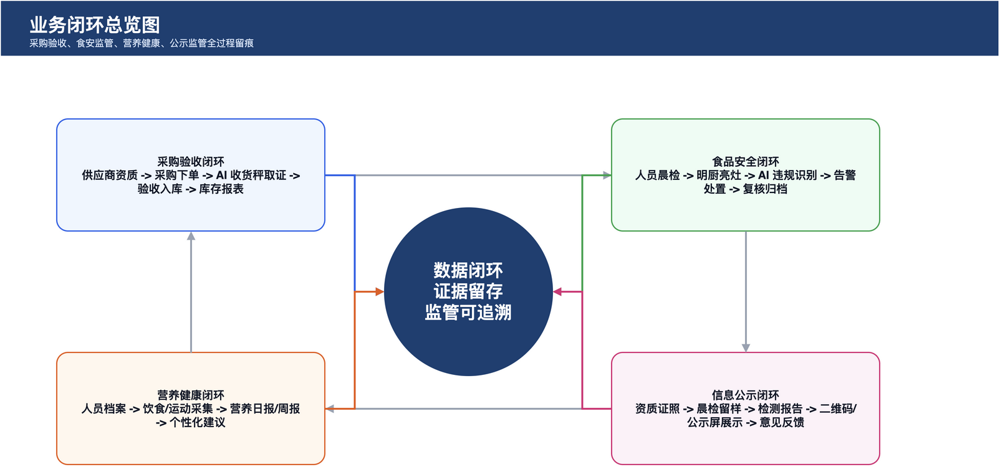 业务闭环总览图
采购验收、食安监管、营养健康、公示监管全过程留痕
采购验收闭环
供应商资质 -> 采购下单 -> AI 收货秤取证 ->
验收入库 -> 库存报表
食品安全闭环
人员晨检 -> 明厨亮灶 -> AI 违规识别 -> 告警
处置 -> 复核归档
数据闭环
证据留存
监管可追溯
营养健康闭环
人员档案 -> 饮食/运动采集 -> 营养日报/周报
-> 个性化建议
信息公示闭环
资质证照 -> 晨检留样 -> 检测报告 -> 二维码/
公示屏展示 -> 意见反馈